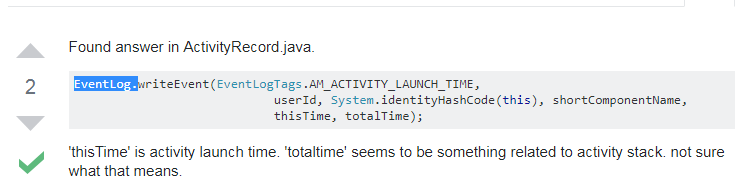 Found answer in ActivityRecord.java.
2
EventLog.writeEvent(EventLogTags.AM_ACTIVITY_LAUNCH_TIME,
userId, System.identityHashCode(this), shortComponentName,
thisTime, totalTime);
'thisTime' is activity launch time. 'totaltime' seems to be something related to activity stack. not sure
what that means.